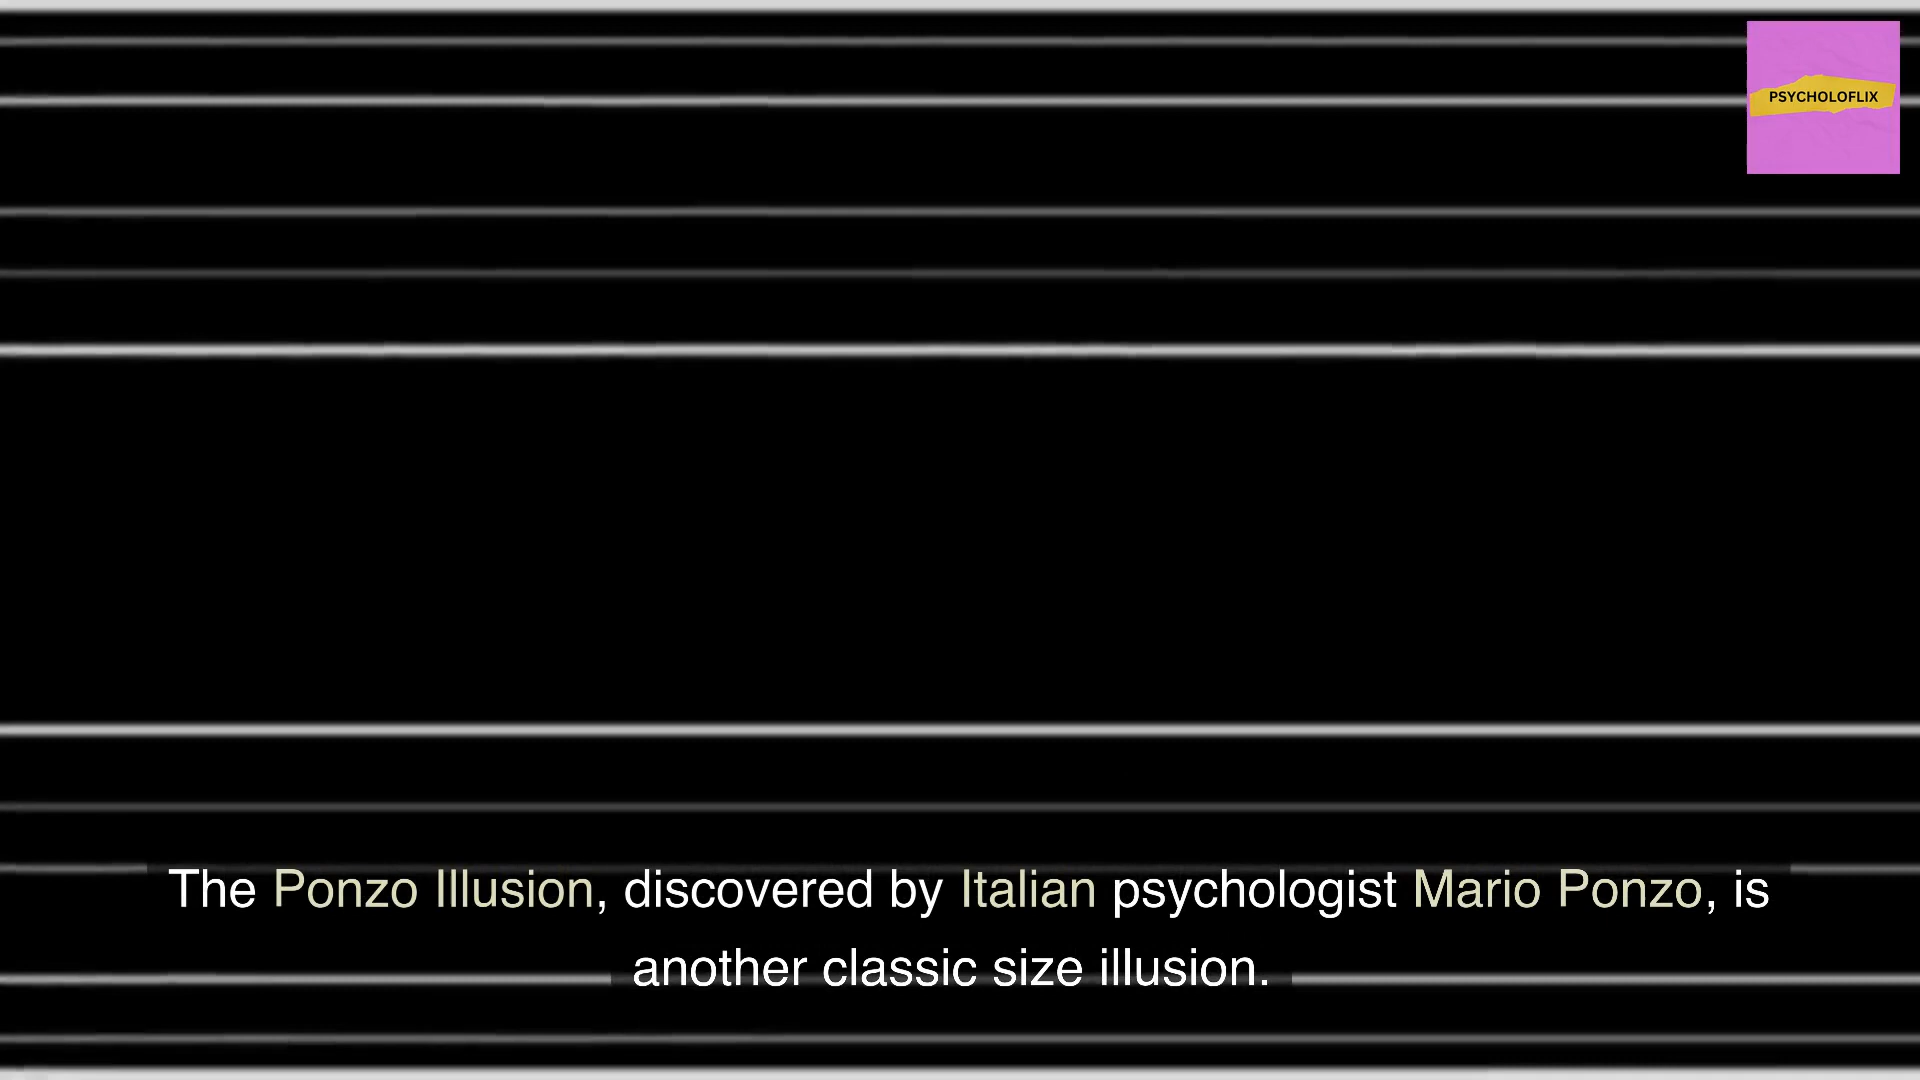 PSYCHOLOFLIX
The Ponzo Illusion, discovered by Italian psychologist Mario Ponzo, is
another classic size illusion.